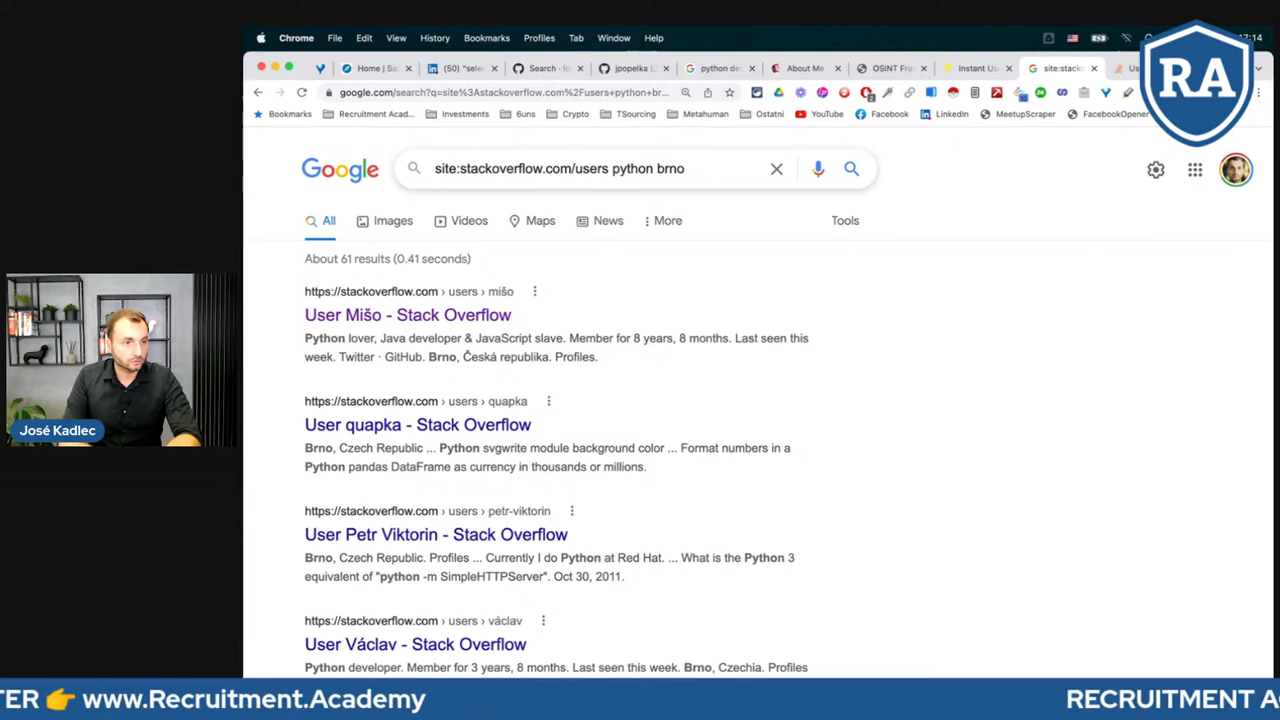 Chrome File Edit View History Bookmarks Profiles Tab Window Help
17:14
Home | Sa
(50) "sele
Search · lo
jpopelka (J
python de
About Me
OSINT Fra
Instant Us
site:stack
Us
google.com/search?q=site%3Astackoverflow.com%2Fusers+python+br...
Bookmarks Recruitment Acad... Investments 6uns Crypto TSourcing Metahuman Ostatni YouTube Facebook LinkedIn MeetupScraper FacebookOpener
RA
Google
site:stackoverflow.com/users python brno
All Images Videos Maps News More Tools
About 61 results (0.41 seconds)
https://stackoverflow.com › users › mišo
User Mišo - Stack Overflow
Python lover, Java developer & JavaScript slave. Member for 8 years, 8 months. Last seen this
week. Twitter · GitHub. Brno, Česká republika. Profiles.
https://stackoverflow.com › users › quapka
User quapka - Stack Overflow
Brno, Czech Republic ... Python svgwrite module background color ... Format numbers in a
Python pandas DataFrame as currency in thousands or millions.
https://stackoverflow.com › users › petr-viktorin
User Petr Viktorin - Stack Overflow
Brno, Czech Republic. Profiles ... Currently I do Python at Red Hat. ... What is the Python 3
equivalent of "python -m SimpleHTTPServer". Oct 30, 2011.
https://stackoverflow.com › users › václav
User Václav - Stack Overflow
Python developer. Member for 3 years, 8 months. Last seen this week. Brno, Czechia. Profiles
José Kadlec
TER 👉 www.Recruitment.Academy
RECRUITMENT A